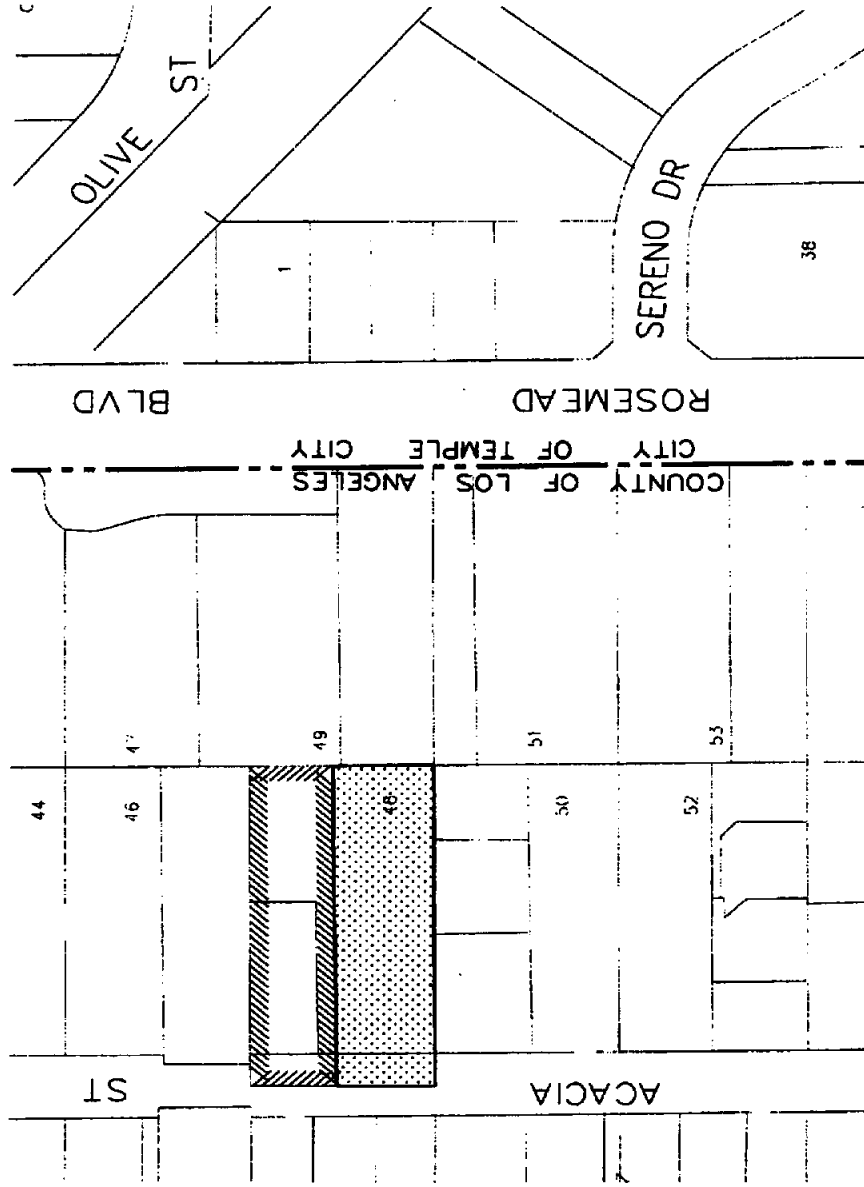 OLIVE
ST
1
SERENO DR
38
ROSEMEAD
BLVD
CITY OF TEMPLE CITY
COUNTY OF LOS ANGELES
44
46
49
48
51
50
53
52
ACACIA
ST